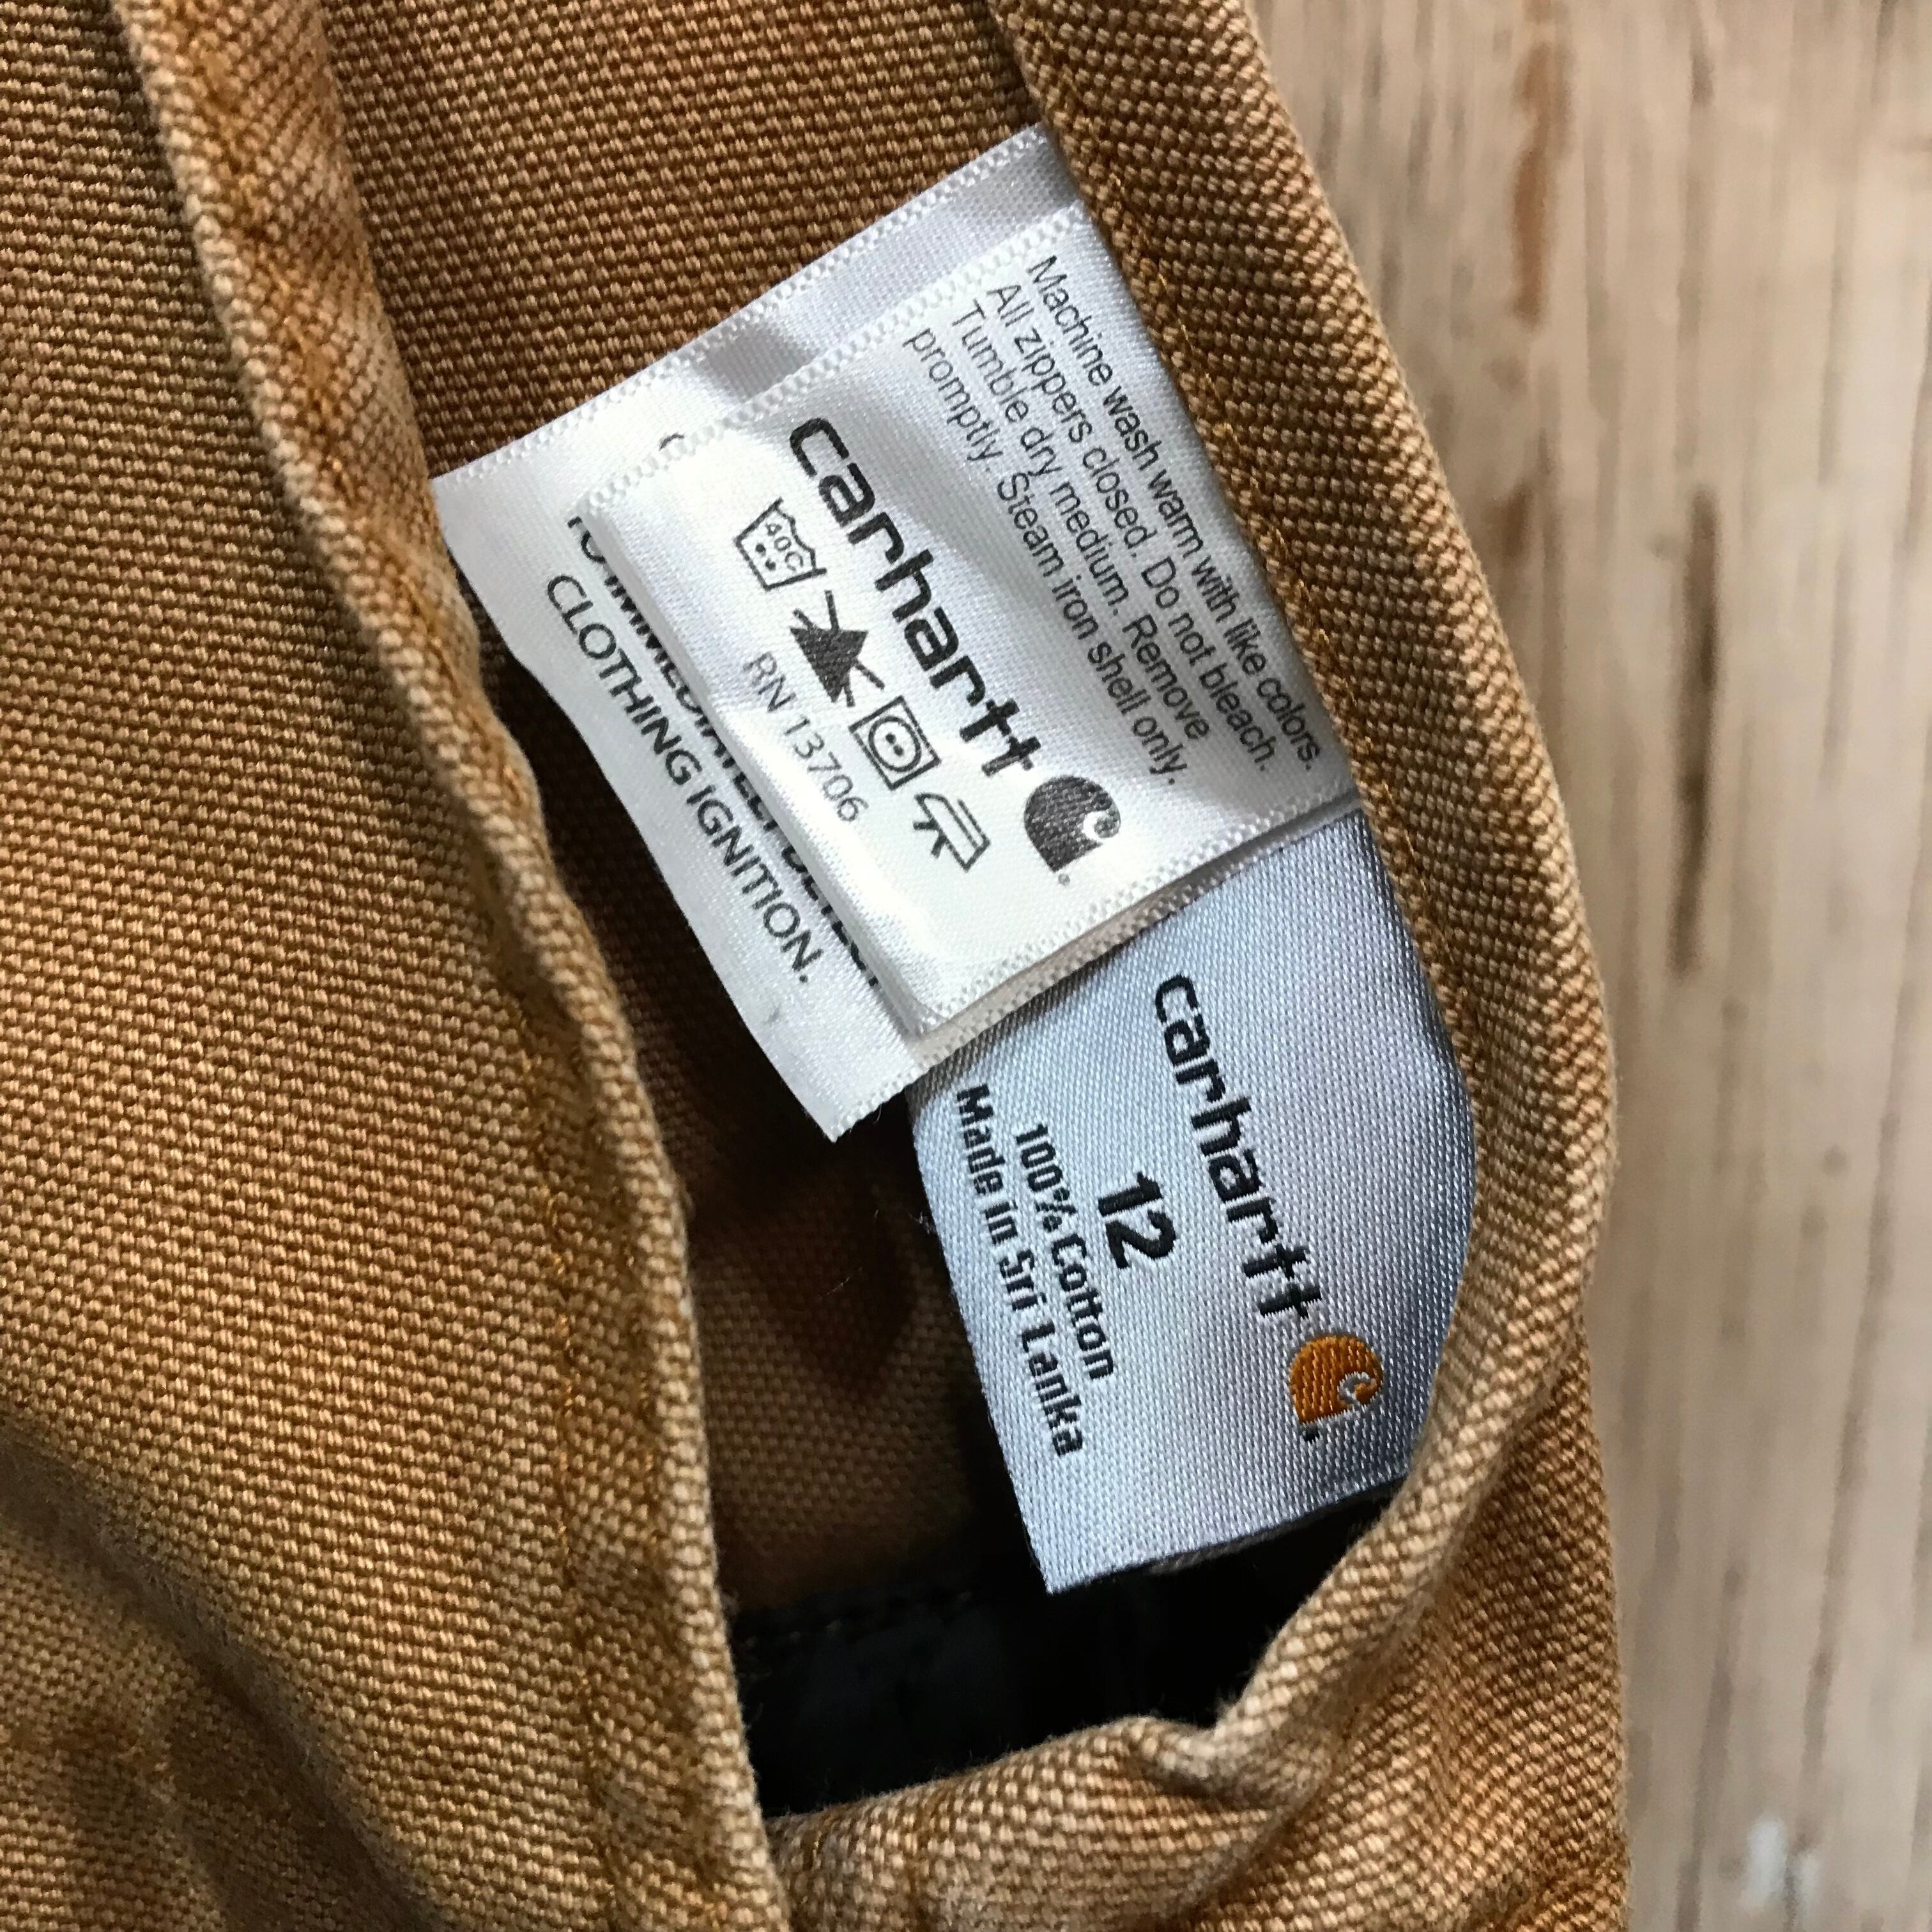 Machine wash warm with like colors.
All zippers closed. Do not bleach.
Tumble dry medium. Remove
promptly. Steam iron shell only.
carhartt
40C
RN 13706
CLOTHING IGNITION.
carhartt
12
100% Cotton
Made in Sri Lanka